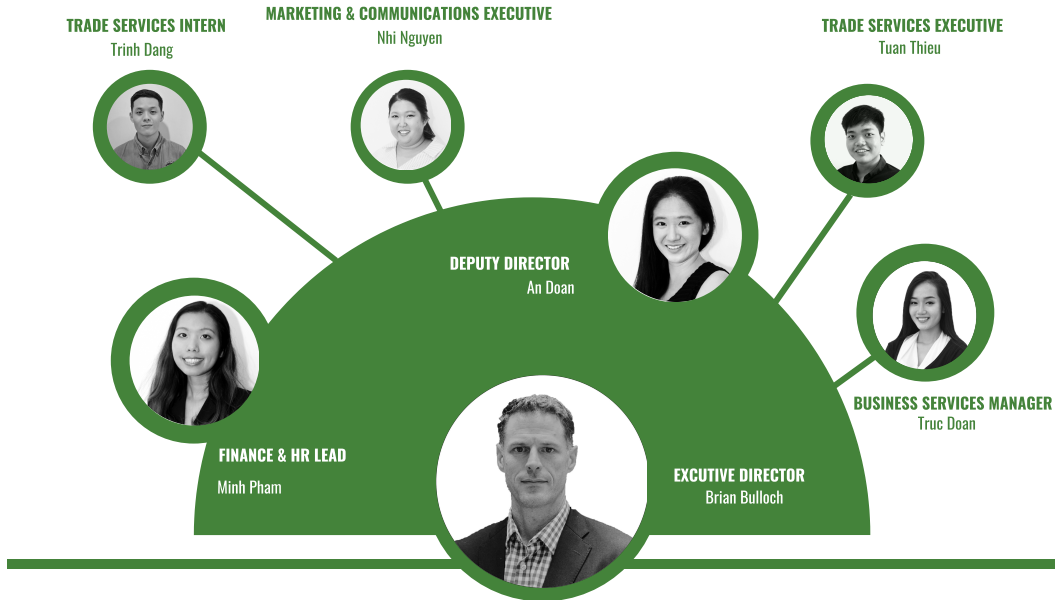 TRADE SERVICES INTERN
Trinh Dang
MARKETING & COMMUNICATIONS EXECUTIVE
Nhi Nguyen
TRADE SERVICES EXECUTIVE
Tuan Thieu
DEPUTY DIRECTOR
An Doan
BUSINESS SERVICES MANAGER
Truc Doan
FINANCE & HR LEAD
Minh Pham
EXCUTIVE DIRECTOR
Brian Bulloch